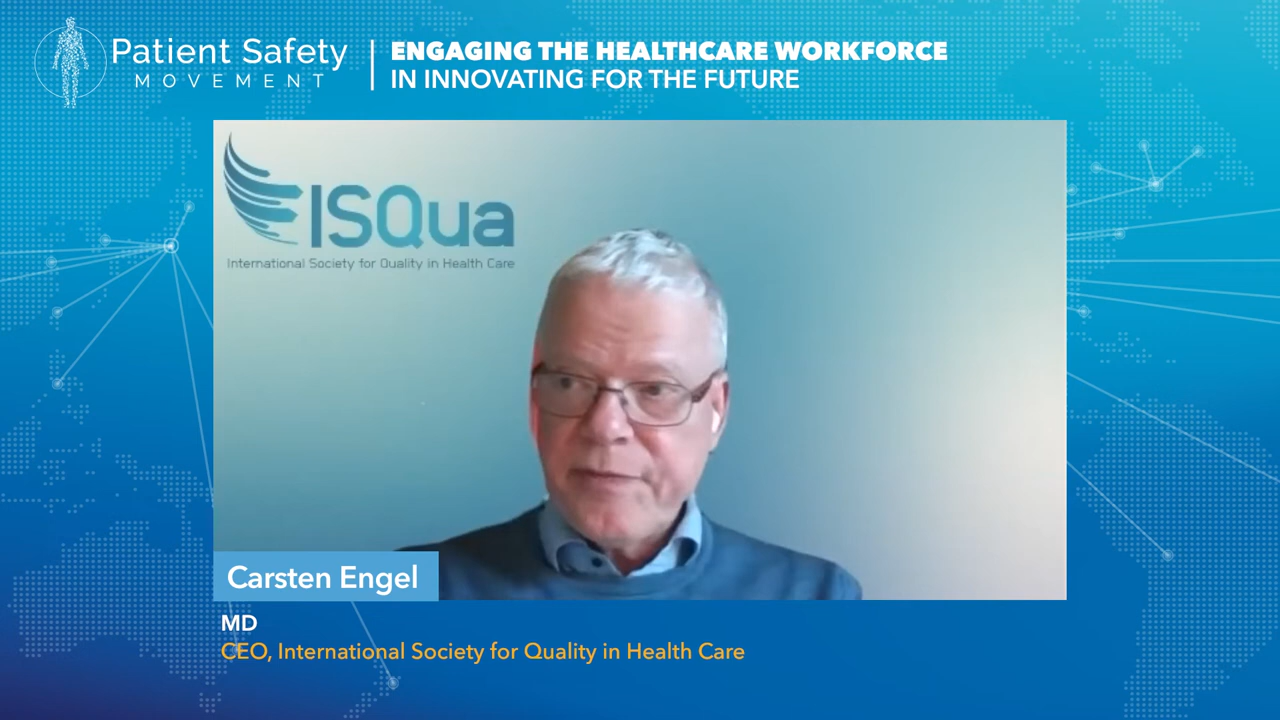 Patient Safety
MOVEMENT
ENGAGING THE HEALTHCARE WORKFORCE
IN INNOVATING FOR THE FUTURE
ISQua
International Society for Quality in Health Care
Carsten Engel
MD
CEO, International Society for Quality in Health Care